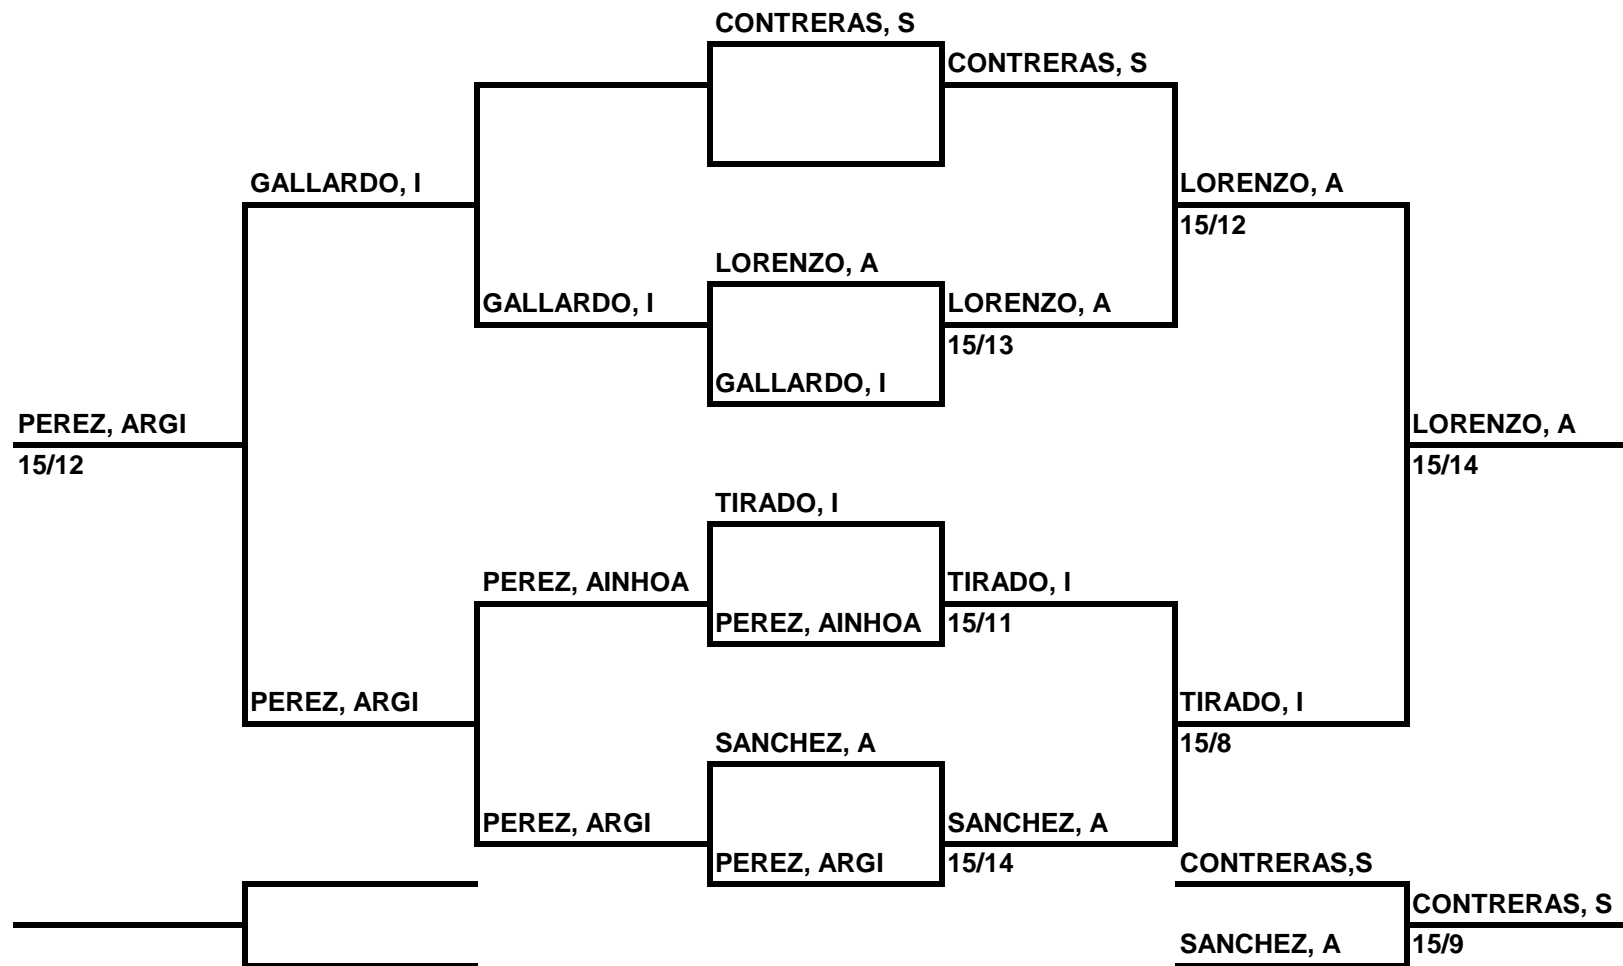 CONTRERAS, S
CONTRERAS, S
GALLARDO, I
LORENZO, A
15/12
LORENZO, A
GALLARDO, I
LORENZO, A
15/13
GALLARDO, I
PEREZ, ARGI
LORENZO, A
15/12
15/14
TIRADO, I
PEREZ, AINHOA
TIRADO, I
PEREZ, AINHOA
15/11
PEREZ, ARGI
TIRADO, I
SANCHEZ, A
15/8
PEREZ, ARGI
SANCHEZ, A
PEREZ, ARGI
15/14
CONTRERAS,S
CONTRERAS, S
SANCHEZ, A
15/9